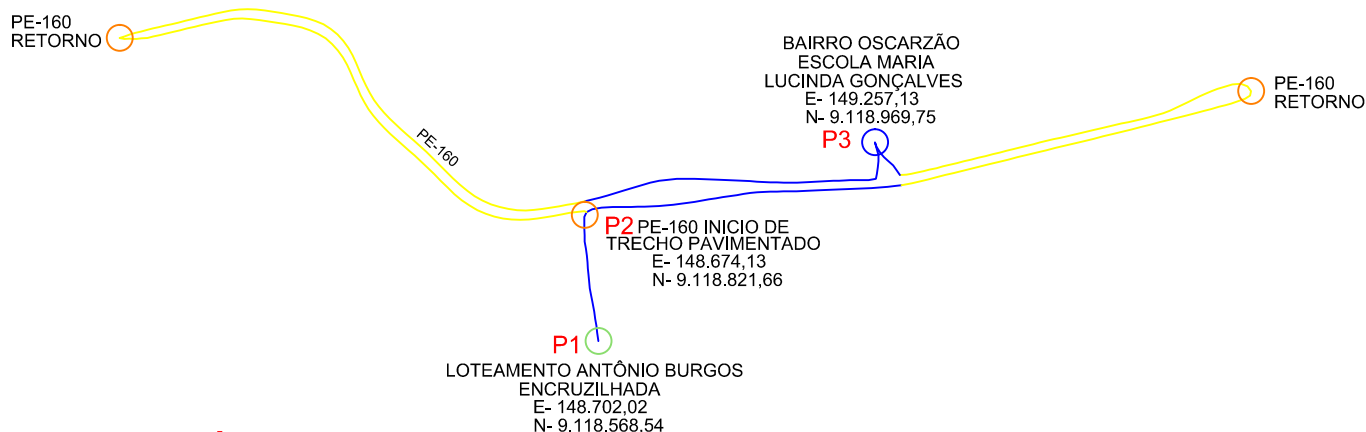 PE-160
RETORNO
BAIRRO OSCARZÃO
ESCOLA MARIA
LUCINDA GONÇALVES
E- 149.257,13
N- 9.118.969,75
P3
PE-160
RETORNO
PE-160
P2 PE-160 INICIO DE
TRECHO PAVIMENTADO
E- 148.674,13
N- 9.118.821,66
P1
LOTEAMENTO ANTÔNIO BURGOS
ENCRUZILHADA
E- 148.702,02
N- 9.118.568,54